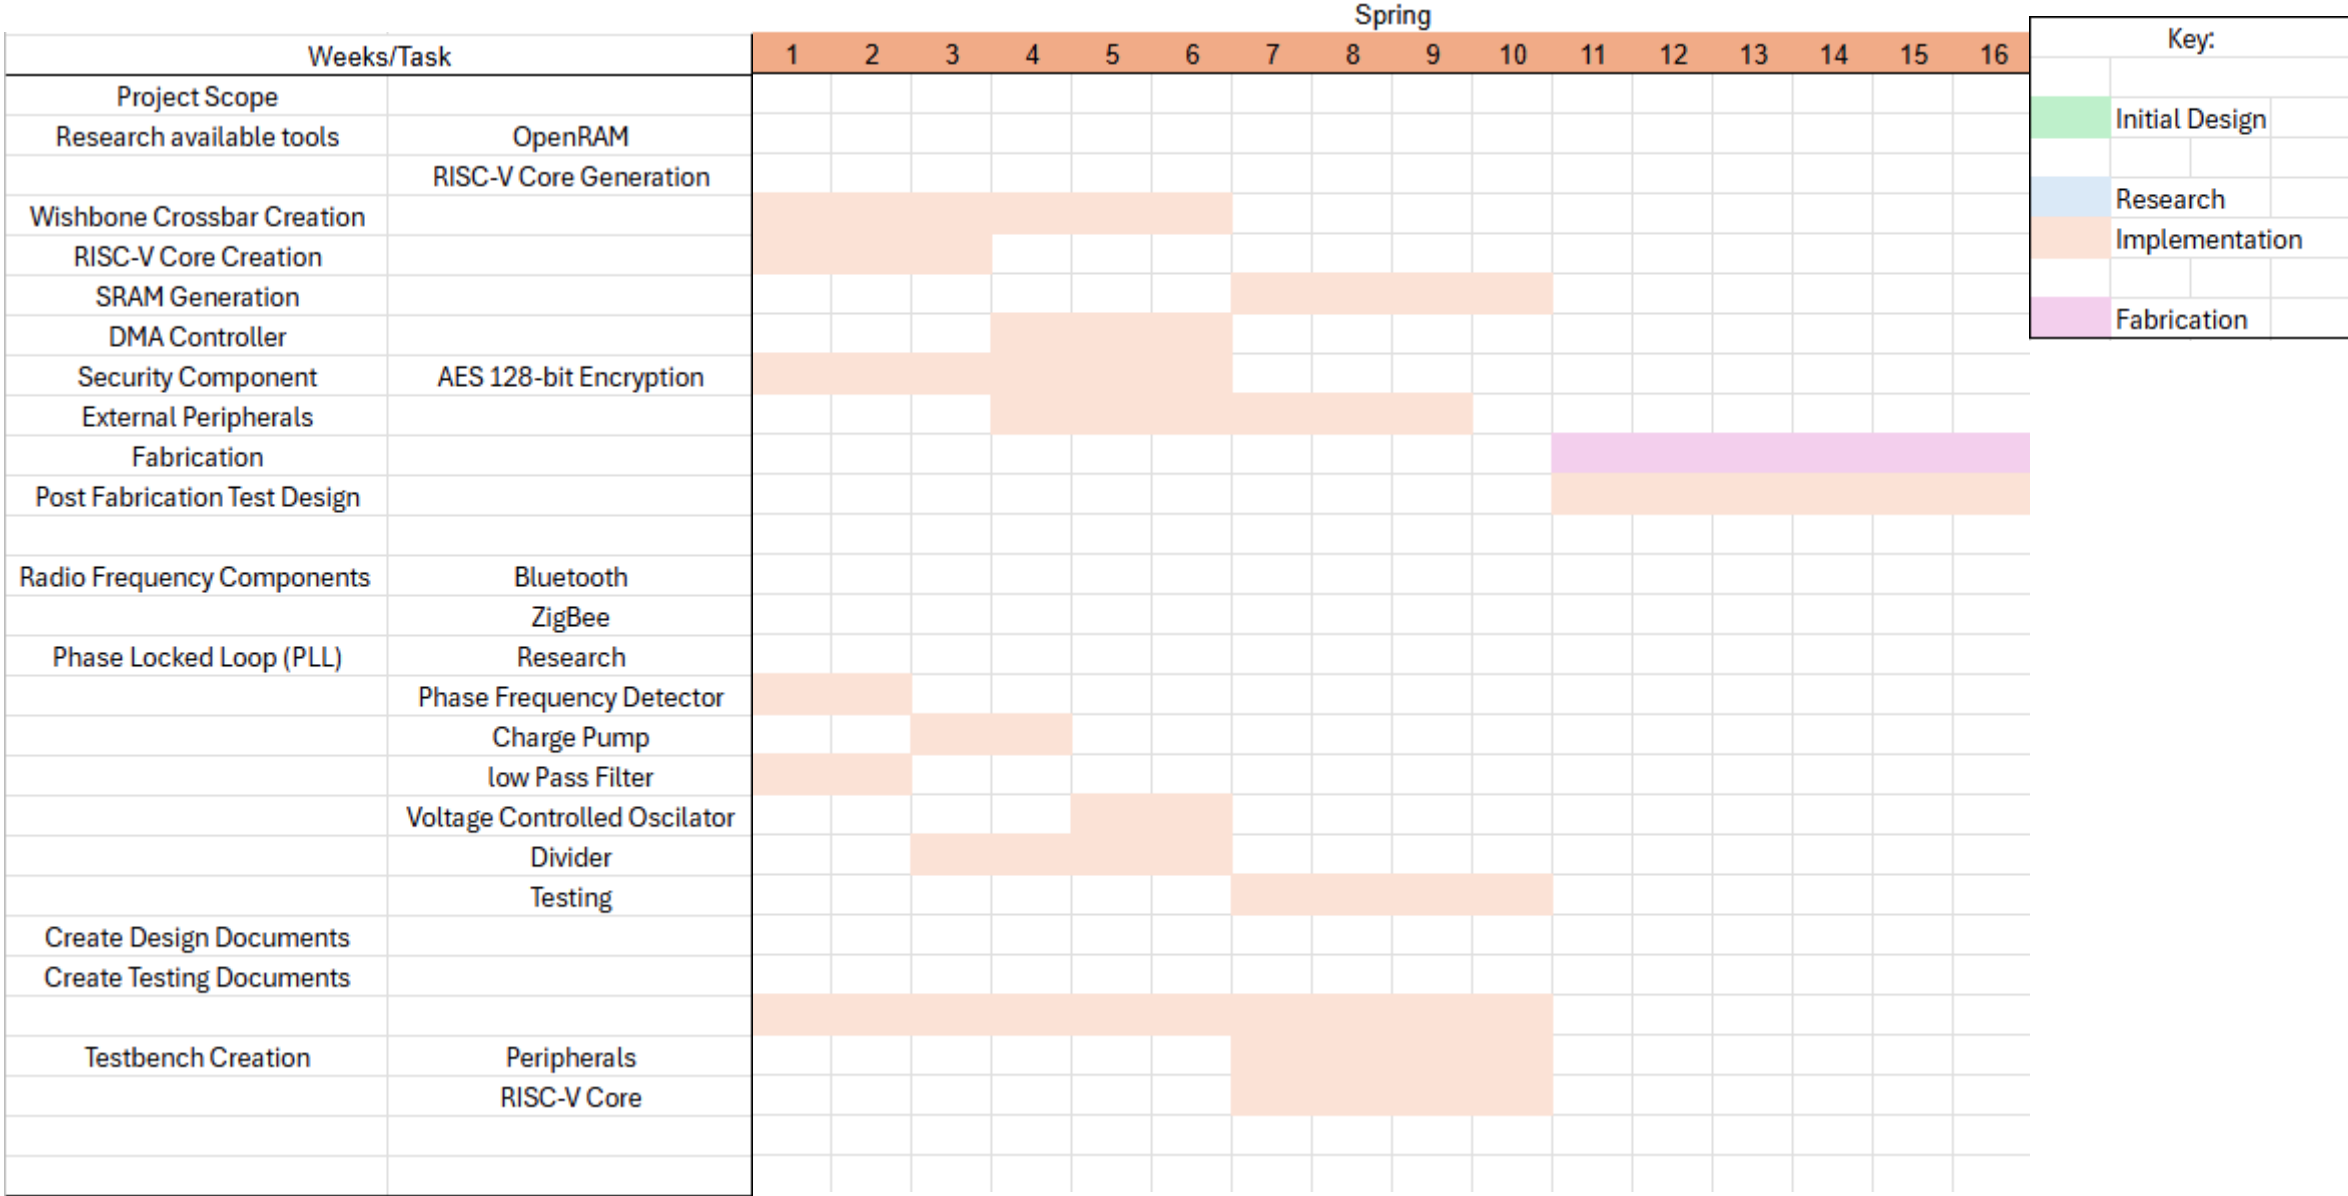 Spring
Weeks/Task 1 2 3 4 5 6 7 8 9 10 11 12 13 14 15 16
Project Scope
Research available tools OpenRAM
RISC-V Core Generation
Wishbone Crossbar Creation
RISC-V Core Creation
SRAM Generation
DMA Controller
Security Component AES 128-bit Encryption
External Peripherals
Fabrication
Post Fabrication Test Design
Radio Frequency Components Bluetooth
ZigBee
Phase Locked Loop (PLL) Research
Phase Frequency Detector
Charge Pump
low Pass Filter
Voltage Controlled Oscilator
Divider
Testing
Create Design Documents
Create Testing Documents
Testbench Creation Peripherals
RISC-V Core
Key:
Initial Design
Research
Implementation
Fabrication